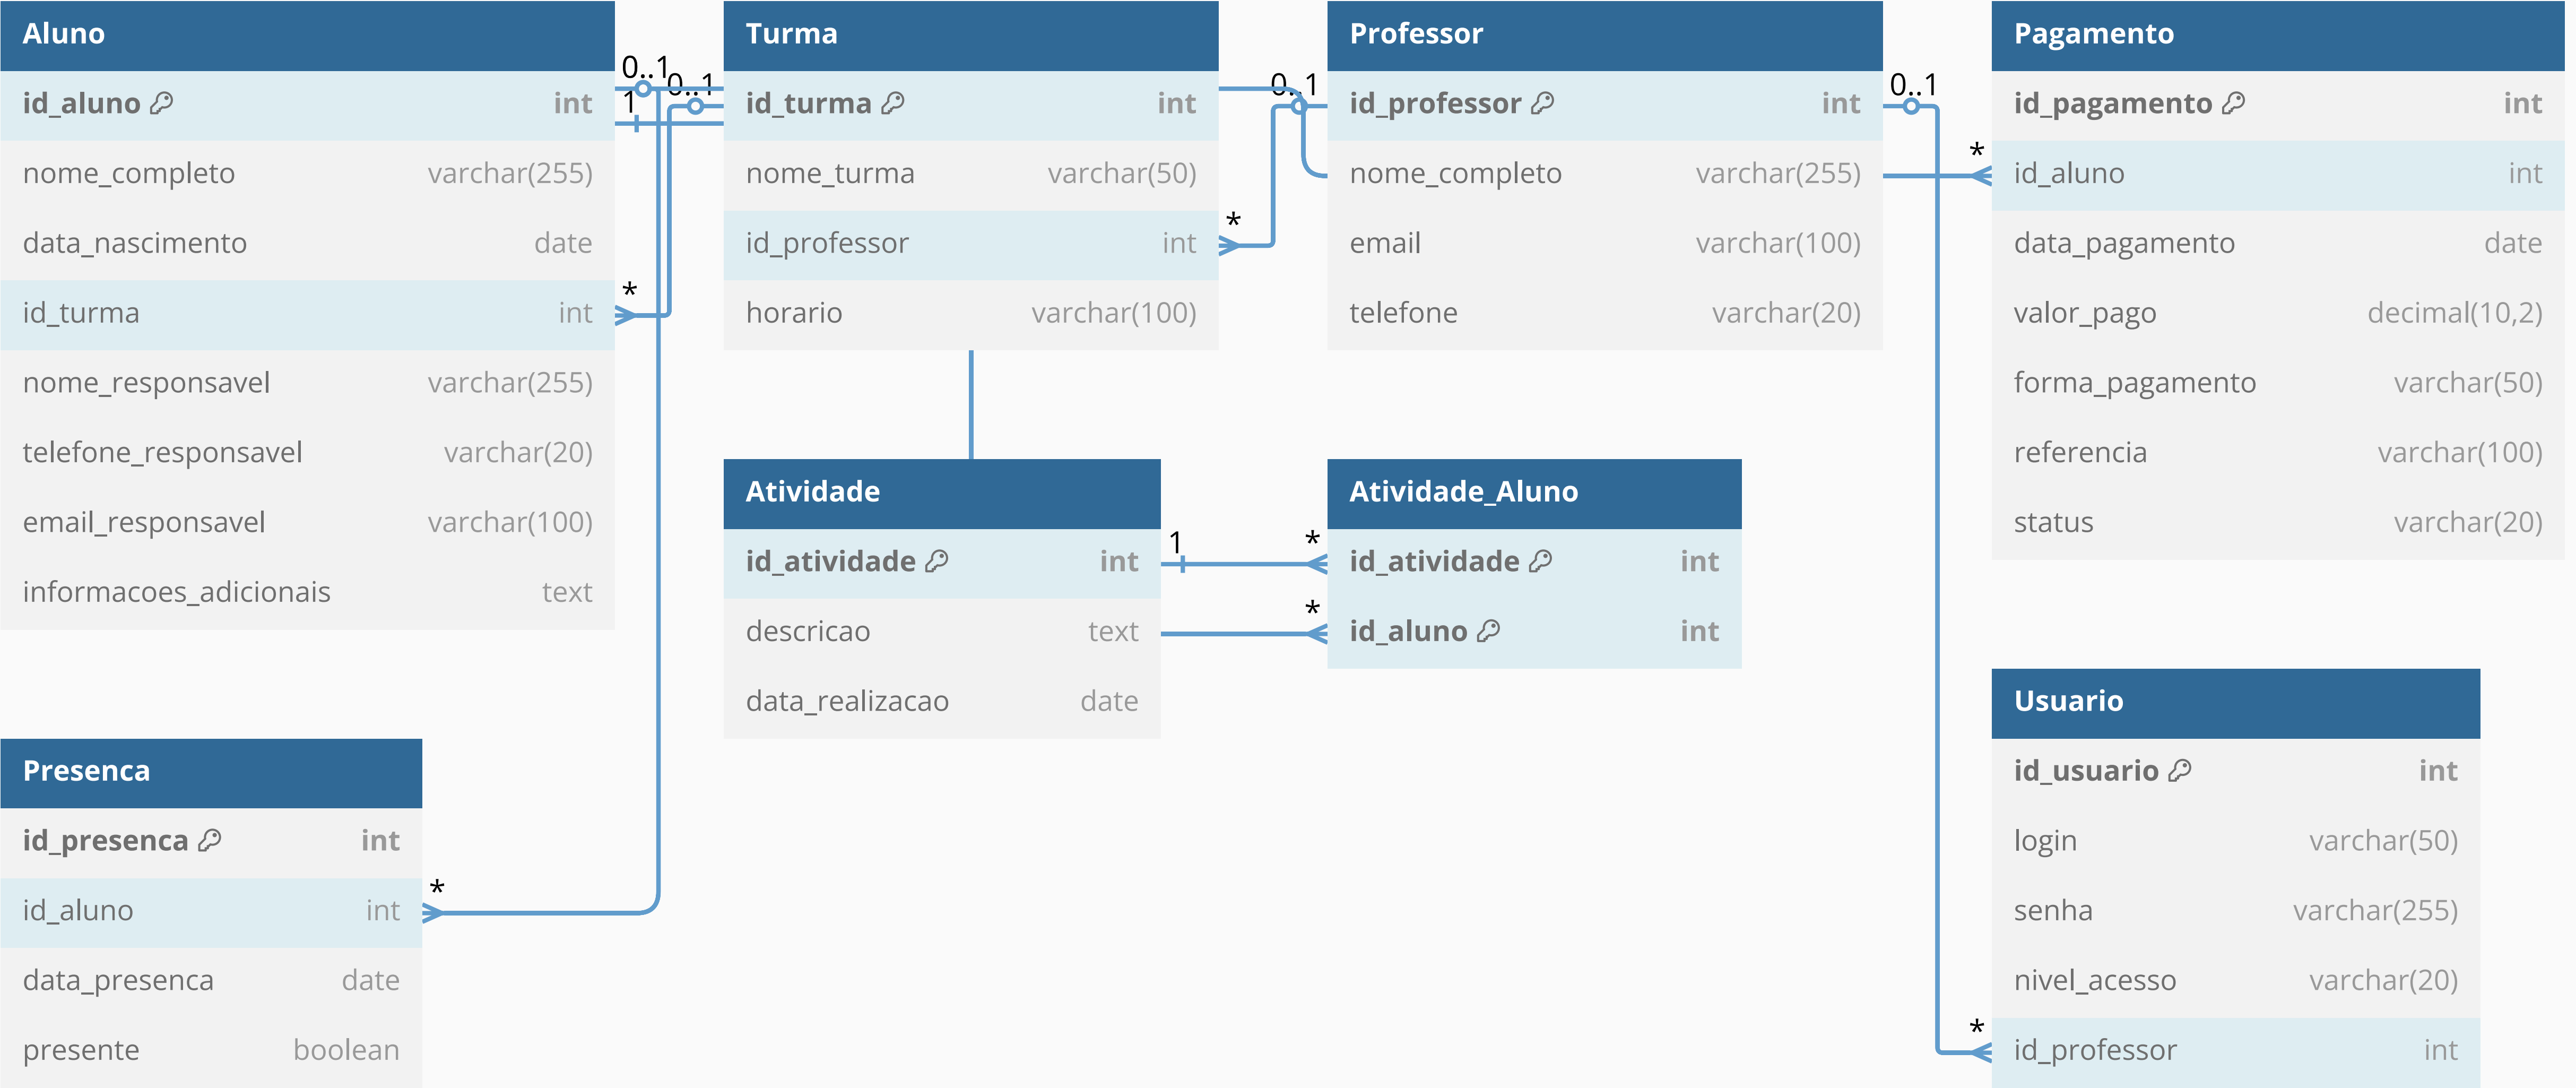 Aluno
id_aluno int
nome_completo varchar(255)
data_nascimento date
id_turma int
nome_responsavel varchar(255)
telefone_responsavel varchar(20)
email_responsavel varchar(100)
informacoes_adicionais text
0..1
0..1
1
*
Turma
id_turma int
nome_turma varchar(50)
id_professor int
horario varchar(100)
0..1
*
Professor
id_professor int
nome_completo varchar(255)
email varchar(100)
telefone varchar(20)
0..1
*
Pagamento
id_pagamento int
id_aluno int
data_pagamento date
valor_pago decimal(10,2)
forma_pagamento varchar(50)
referencia varchar(100)
status varchar(20)
Atividade
id_atividade int
descricao text
data_realizacao date
1
*
*
Atividade_Aluno
id_atividade int
id_aluno int
Presenca
id_presenca int
id_aluno int
data_presenca date
presente boolean
*
Usuario
id_usuario int
login varchar(50)
senha varchar(255)
nivel_acesso varchar(20)
id_professor int
*